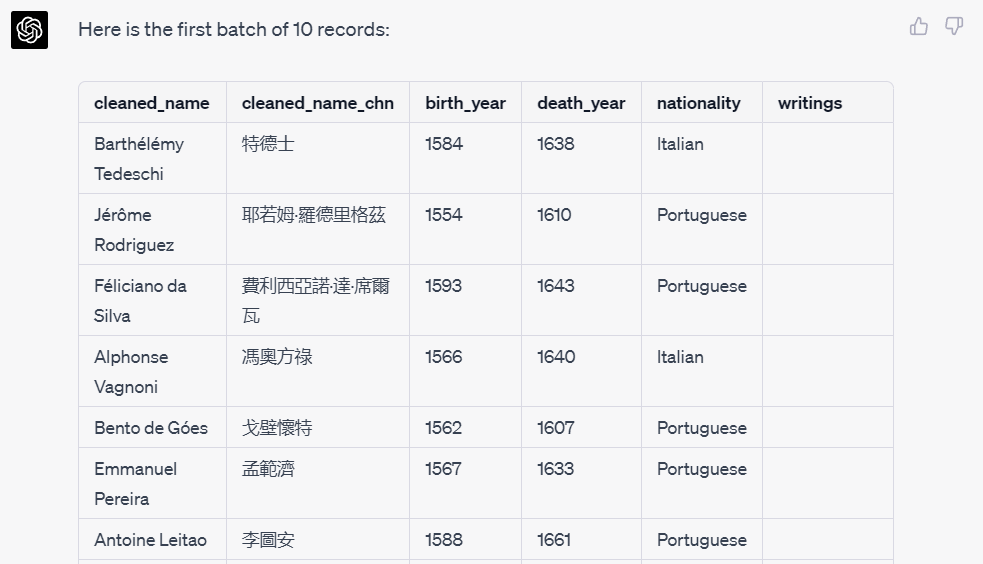 Here is the first batch of 10 records:
cleaned_name cleaned_name_chn birth_year death_year nationality writings
Barthélémy Tedeschi 特德士 1584 1638 Italian
Jérôme Rodriguez 耶若姆·羅德里格茲 1554 1610 Portuguese
Féliciano da Silva 費利西亞諾·達·席爾瓦 1593 1643 Portuguese
Alphonse Vagnoni 馮奧方祿 1566 1640 Italian
Bento de Góes 戈壁懷特 1562 1607 Portuguese
Emmanuel Pereira 孟範濟 1567 1633 Portuguese
Antoine Leitao 李圖安 1588 1661 Portuguese